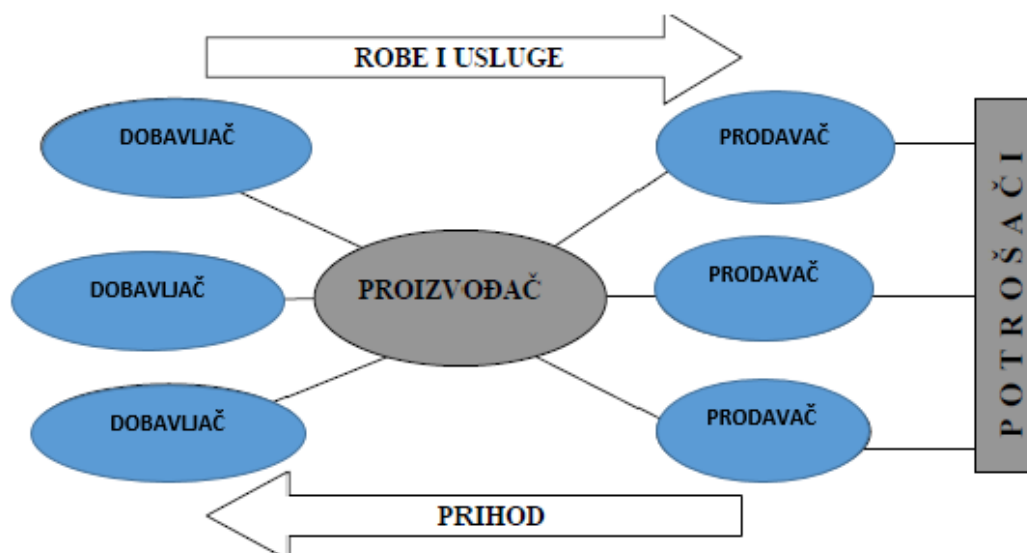 ROBE I USLUGE
DOBAVLJAČ
PRODAVAČ
DOBAVLJAČ
PROIZVOĐAČ
PRODAVAČ
DOBAVLJAČ
PRODAVAČ
POTROŠAČI
PRIHOD